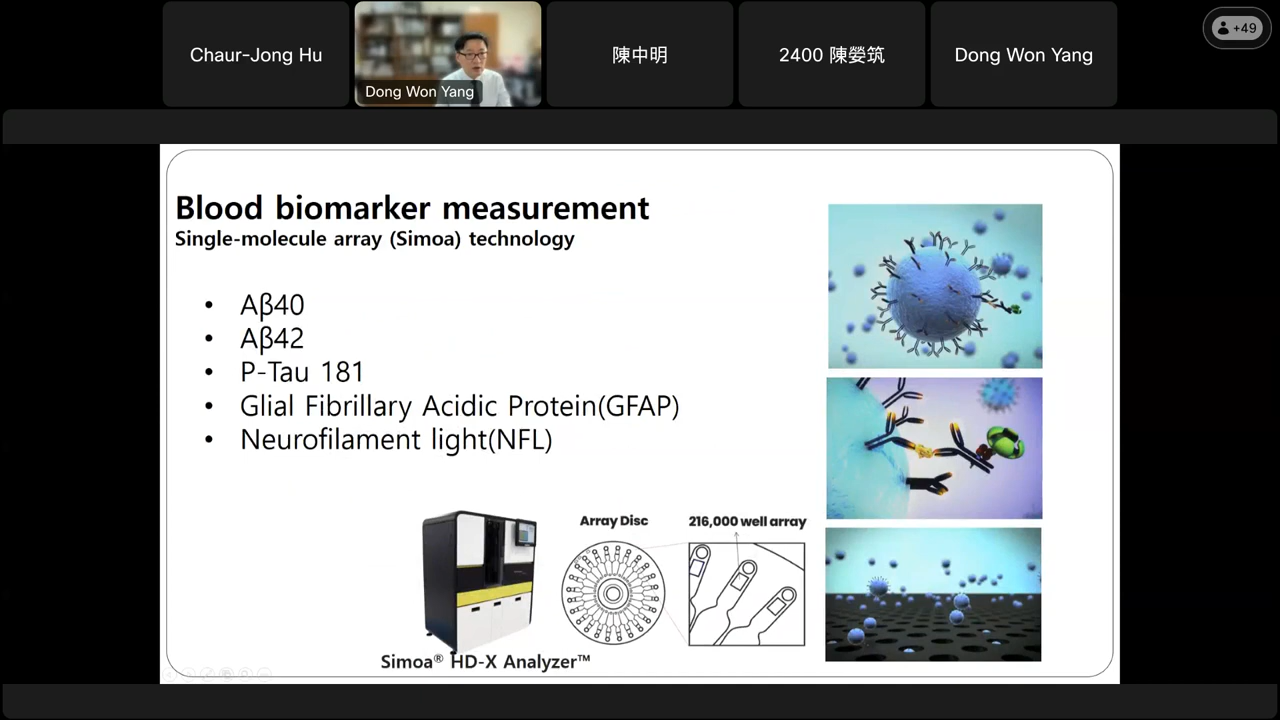 Chaur-Jong Hu
Dong Won Yang
陳中明
2400 陳嫈筑
Dong Won Yang
+49
Blood biomarker measurement
Single-molecule array (Simoa) technology
• Aβ40
• Aβ42
• P-Tau 181
• Glial Fibrillary Acidic Protein(GFAP)
• Neurofilament light(NFL)
Array Disc
216,000 well array
Simoa® HD-X Analyzer™